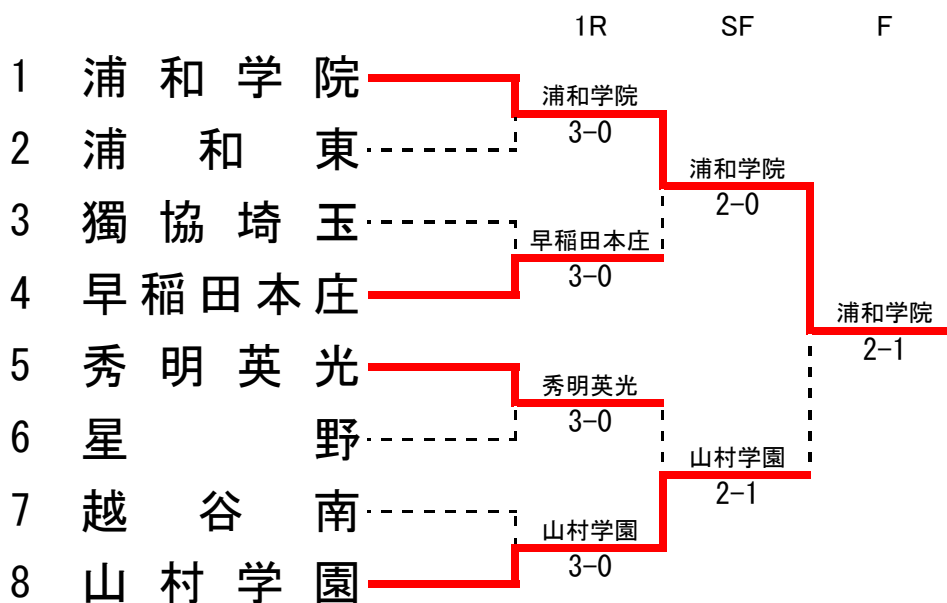 1R SF F
1 浦和学院
浦和学院
3-0
2 浦和東
浦和学院
2-0
3 獨協埼玉
早稲田本庄
3-0
4 早稲田本庄
浦和学院
2-1
5 秀明英光
秀明英光
3-0
6 星野
山村学園
2-1
7 越谷南
山村学園
3-0
8 山村学園